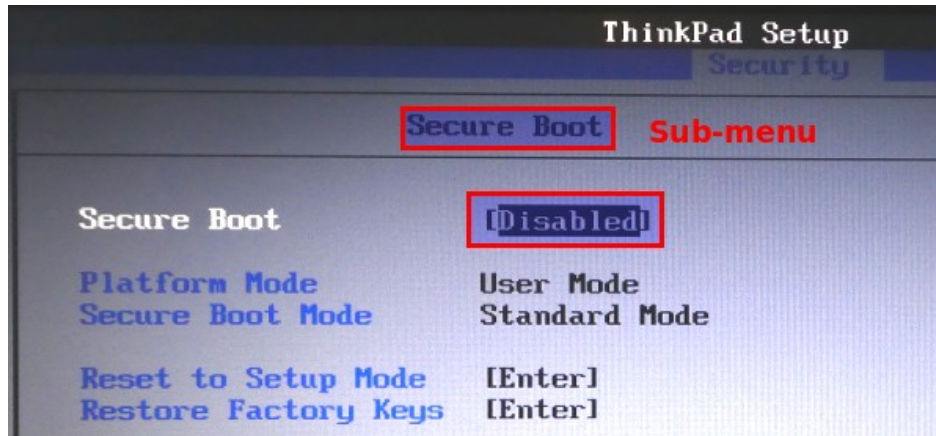 ThinkPad Setup
Security
Secure Boot Sub-menu
Secure Boot [Disabled]
Platform Mode User Mode
Secure Boot Mode Standard Mode
Reset to Setup Mode [Enter]
Restore Factory Keys [Enter]